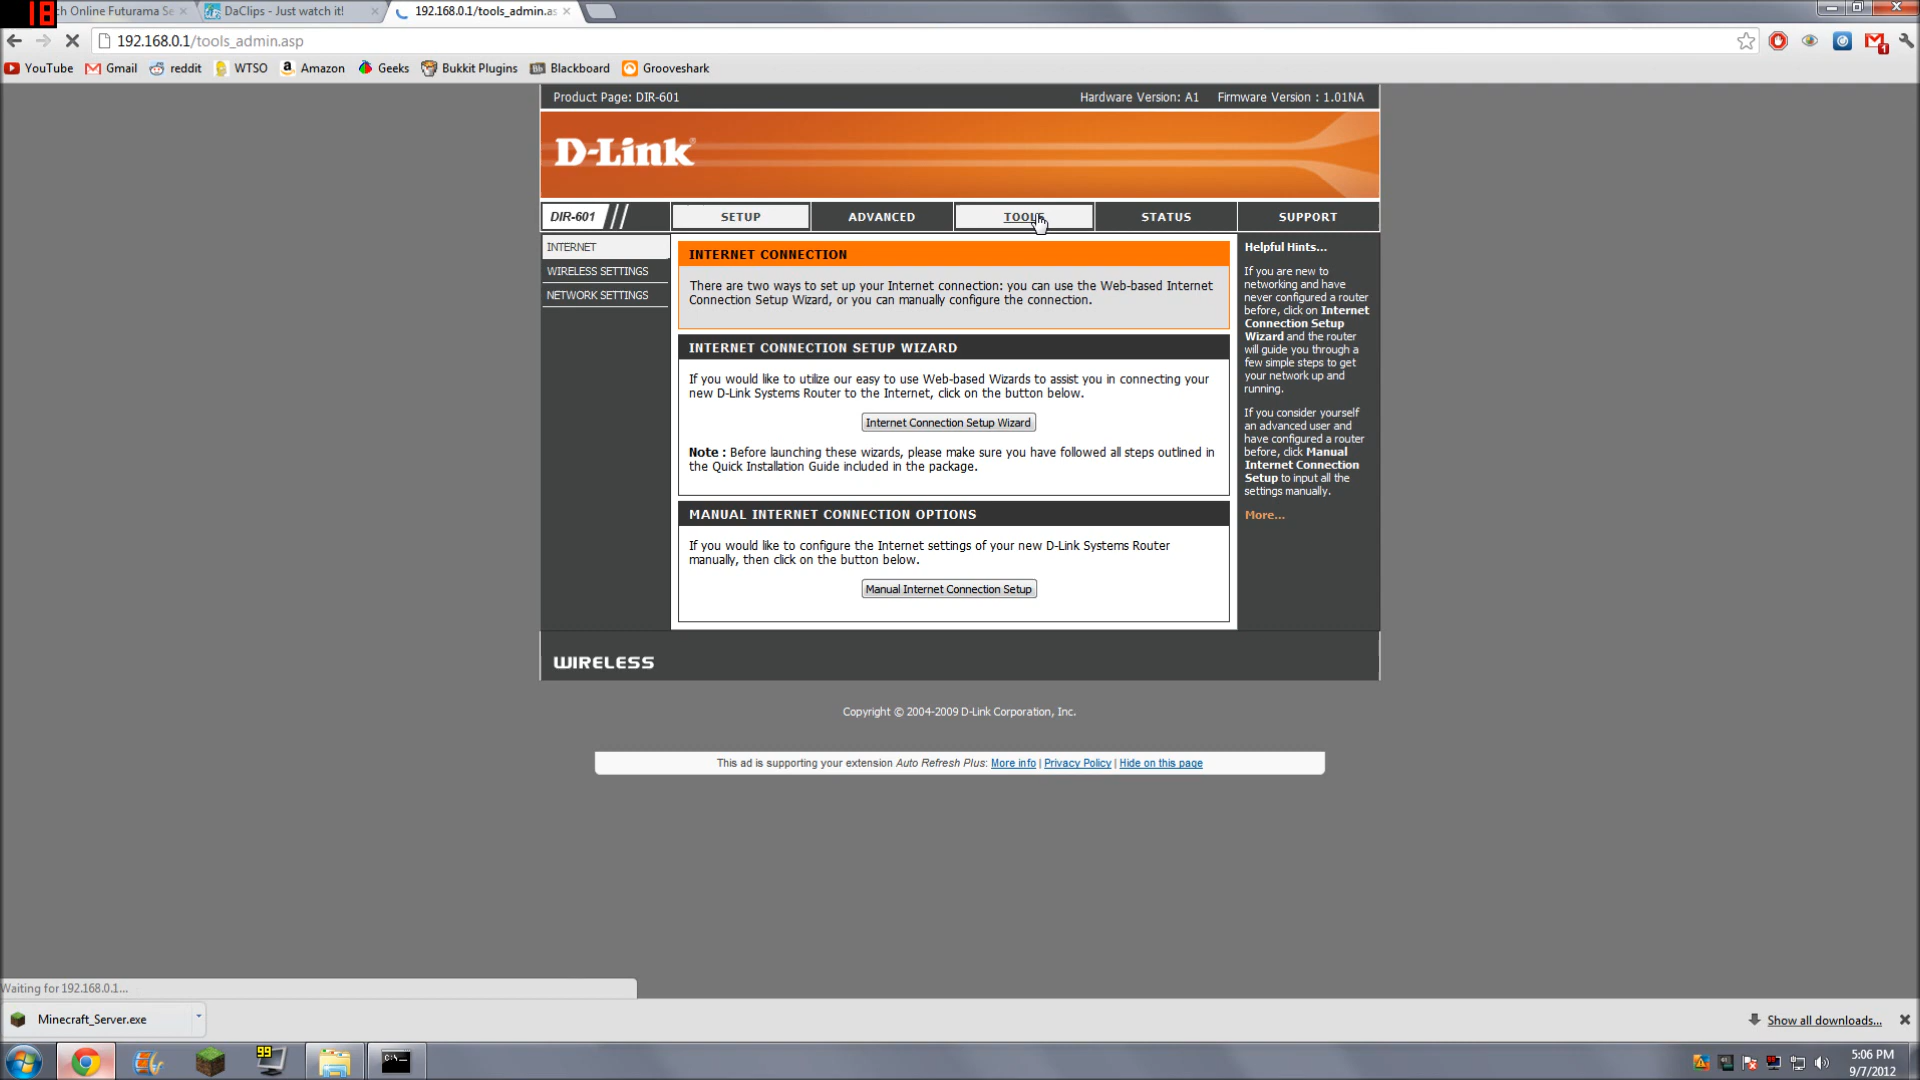 18
ch Online Futurama Se
DaClips - Just watch it!
192.168.0.1/tools_admin.as
192.168.0.1/tools_admin.asp
1
YouTube
Gmail
reddit
WTSO
Amazon
Geeks
Bukkit Plugins
Blackboard
Grooveshark
Product Page: DIR-601
Hardware Version: A1
Firmware Version : 1.01NA
D-Link
DIR-601
SETUP
ADVANCED
TOOLS
STATUS
SUPPORT
INTERNET
WIRELESS SETTINGS
NETWORK SETTINGS
INTERNET CONNECTION
There are two ways to set up your Internet connection: you can use the Web-based Internet
Connection Setup Wizard, or you can manually configure the connection.
INTERNET CONNECTION SETUP WIZARD
If you would like to utilize our easy to use Web-based Wizards to assist you in connecting your
new D-Link Systems Router to the Internet, click on the button below.
Internet Connection Setup Wizard
Note : Before launching these wizards, please make sure you have followed all steps outlined in
the Quick Installation Guide included in the package.
MANUAL INTERNET CONNECTION OPTIONS
If you would like to configure the Internet settings of your new D-Link Systems Router
manually, then click on the button below.
Manual Internet Connection Setup
Helpful Hints...
If you are new to
networking and have
never configured a router
before, click on Internet
Connection Setup
Wizard and the router
will guide you through a
few simple steps to get
your network up and
running.
If you consider yourself
an advanced user and
have configured a router
before, click Manual
Internet Connection
Setup to input all the
settings manually.
More...
WIRELESS
Copyright © 2004-2009 D-Link Corporation, Inc.
This ad is supporting your extension Auto Refresh Plus: More info | Privacy Policy | Hide on this page
Waiting for 192.168.0.1...
Minecraft_Server.exe
Show all downloads...
99
C:\
5:06 PM
9/7/2012